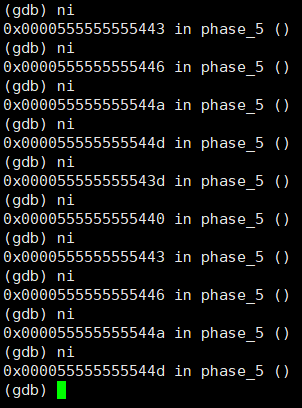 (gdb) ni
0x0000555555555443 in phase_5 ()
(gdb) ni
0x0000555555555446 in phase_5 ()
(gdb) ni
0x000055555555544a in phase_5 ()
(gdb) ni
0x000055555555544d in phase_5 ()
(gdb) ni
0x000055555555543d in phase_5 ()
(gdb) ni
0x0000555555555440 in phase_5 ()
(gdb) ni
0x0000555555555443 in phase_5 ()
(gdb) ni
0x0000555555555446 in phase_5 ()
(gdb) ni
0x000055555555544a in phase_5 ()
(gdb) ni
0x000055555555544d in phase_5 ()
(gdb)